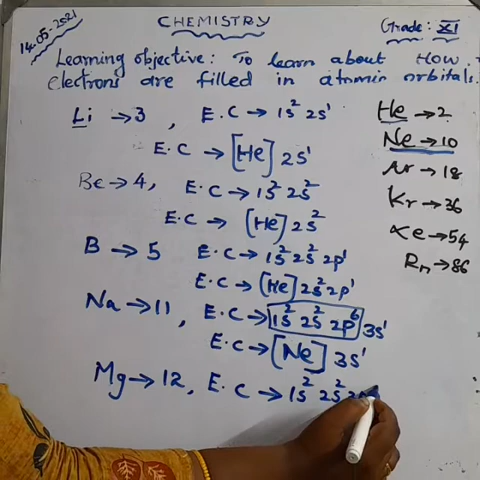 14.05.2021
CHEMISTRY
Grade: XI
Learning objective: To learn about How
electrons are filled in atomic orbitals.
Li → 3 , E.C → 1s² 2s¹
E.C → [He] 2s¹
Be → 4, E.C → 1s² 2s²
E.C → [He] 2s²
B → 5 E.C → 1s² 2s² 2p¹
E.C → [He] 2s² 2p¹
Na → 11 , E.C → 1s² 2s² 2p⁶ 3s¹
E.C → [Ne] 3s¹
Mg → 12, E.C → 1s² 2s²
He → 2
Ne → 10
Ar → 18
Kr → 36
Xe → 54
Rn → 86